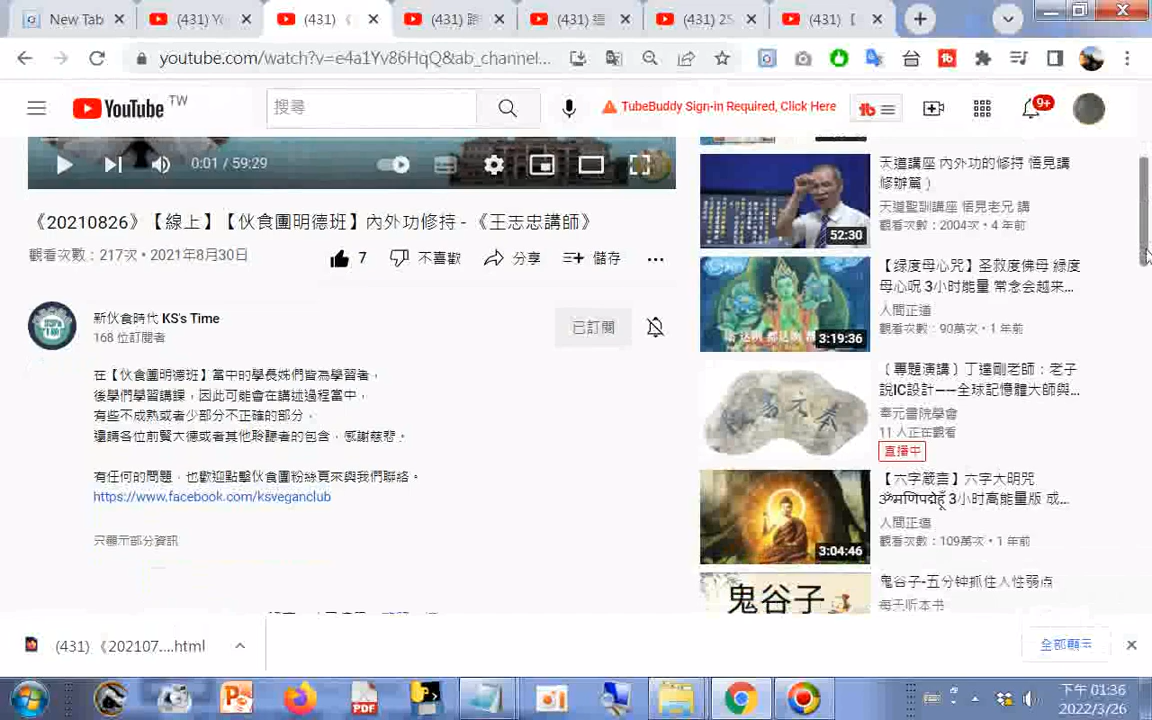 New Tab
(431) Y
(431) 《
(431)
(431)
(431) 25
(431) 【
youtube.com/watch?v=e4a1Yv86HqQ&ab_channel...
YouTube TW
搜尋
TubeBuddy Sign-in Required, Click Here
9+
0:01 / 59:29
《20210826》【線上】【伙食團明德班】內外功修持 -《王志忠講師》
觀看次數：217次 • 2021年8月30日
7
不喜歡
分享
儲存
新伙食時代 KS's Time
168 位訂閱者
已訂閱
在【伙食團明德班】當中的學長姊們皆為學習者，
後學們學習講課，因此可能會在講述過程當中，
有些不成熟或者少部分不正確的部分，
還請各位前賢大德或者其他聆聽者的包含，感謝慈悲！
有任何的問題，也歡迎點擊伙食團粉絲頁來與我們聯絡。
https://www.facebook.com/ksveganclub
只顯示部分資訊
52:30
天道講座 內外功的修持 悟見講
修辦篇）
天道聖訓講座 悟見老兄 講
觀看次數：2004次 • 4 年前
3:19:36
【绿度母心咒】圣救度佛母 綠度
母心呪 3小时能量 常念会越来...
人間正道
觀看次數：90萬次 • 1 年前
〔專題演講〕丁達剛老師：老子
說IC設計——全球記憶體大師與...
奉元書院學會
11 人正在觀看
直播中
3:04:46
【六字箴言】六字大明咒
ॐमणिपद्मेहूँ 3小时高能量版 成...
人間正道
觀看次數：109萬次 • 1 年前
鬼谷子
鬼谷子-五分钟抓住人性弱点
每天听本书
(431) 《202107....html
全部顯示
下午 01:36
2022/3/26